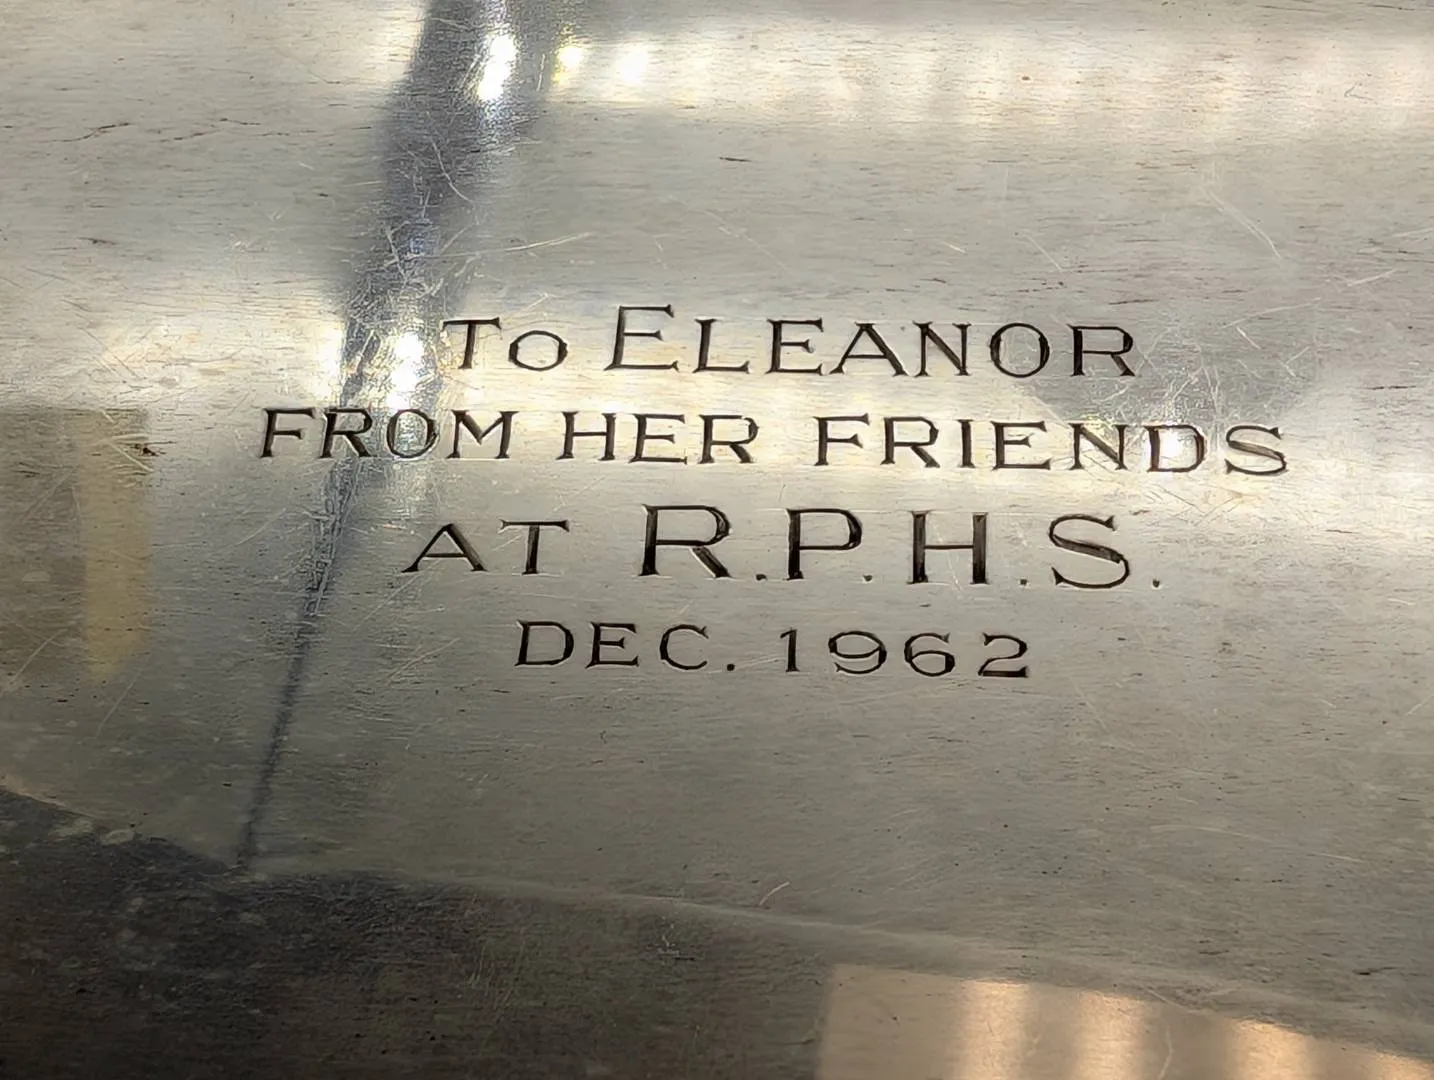 To ELEANOR
FROM HER FRIENDS
AT R.P.H.S.
DEC. 1962